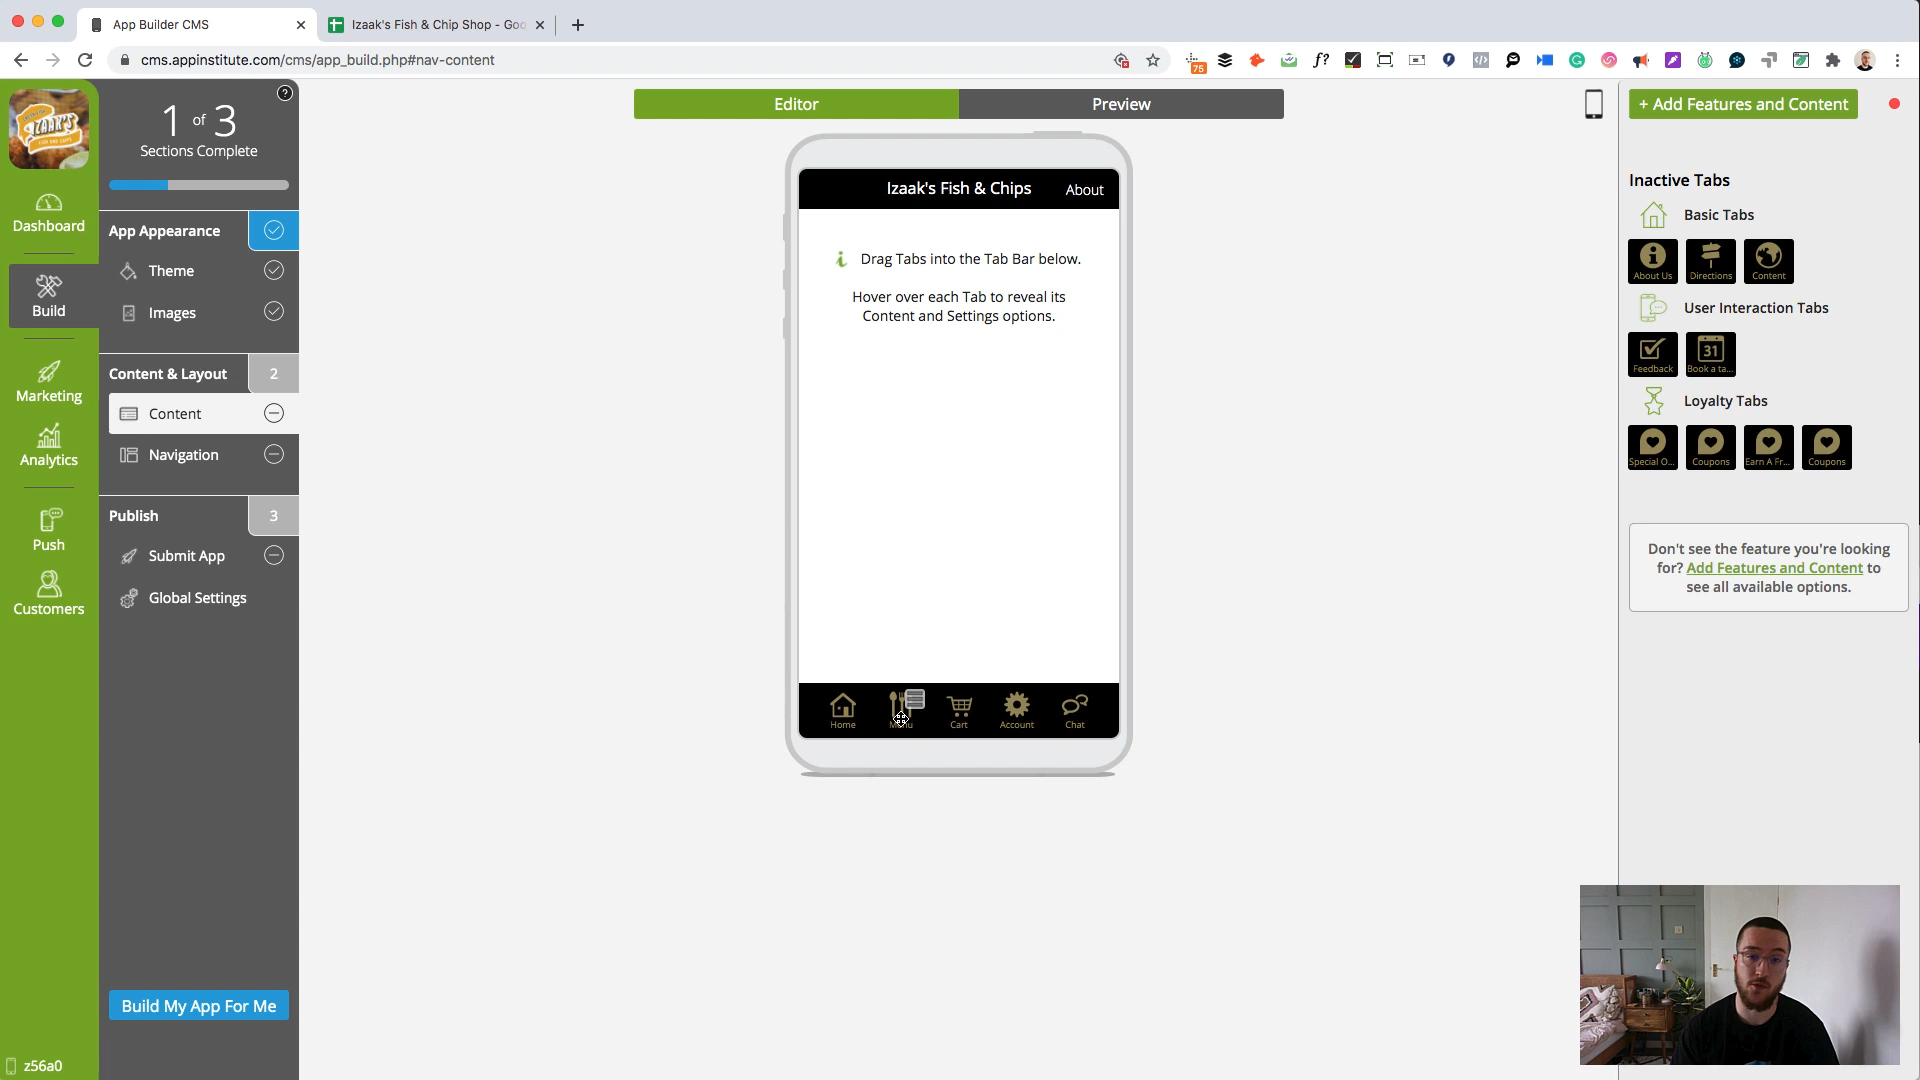 App Builder CMS
Izaak's Fish & Chip Shop - Goo
cms.appinstitute.com/cms/app_build.php#nav-content
75
f?
IZAAK'S
Dashboard
Build
Marketing
Analytics
Push
Customers
z56a0
1 of 3
Sections Complete
App Appearance
Theme
Images
Content & Layout 2
Content
Navigation
Publish 3
Submit App
Global Settings
Build My App For Me
Editor
Preview
Izaak's Fish & Chips
About
i Drag Tabs into the Tab Bar below.
Hover over each Tab to reveal its
Content and Settings options.
Home
Menu
Cart
Account
Chat
+ Add Features and Content
Inactive Tabs
Basic Tabs
About Us
Directions
Content
User Interaction Tabs
31
Feedback
Book a ta...
Loyalty Tabs
Special O...
Coupons
Earn A Fr...
Coupons
Don't see the feature you're looking
for? Add Features and Content to
see all available options.